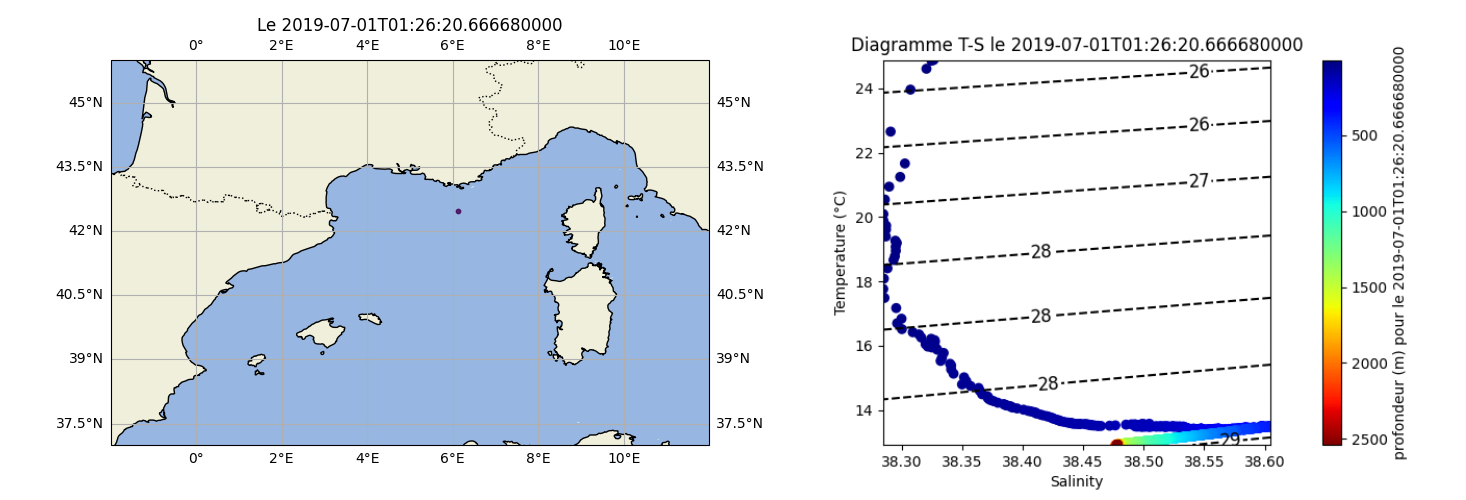 Le 2019-07-01T01:26:20.666680000
0° 2°E 4°E 6°E 8°E 10°E
45°N 45°N
43.5°N 43.5°N
42°N 42°N
40.5°N 40.5°N
39°N 39°N
37.5°N 37.5°N
0° 2°E 4°E 6°E 8°E 10°E
Diagramme T-S le 2019-07-01T01:26:20.666680000
Temperature (°C)
24
22
20
18
16
14
26
26
27
28
28
28
29
38.30 38.35 38.40 38.45 38.50 38.55 38.60
Salinity
500
1000
1500
2000
2500
profondeur (m) pour le 2019-07-01T01:26:20.666680000